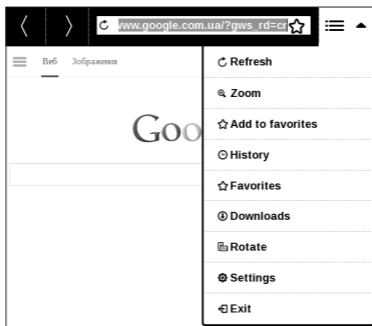 www.google.com.ua/?gws_rd=cr
Веб Зображення
Refresh
Zoom
Goo
Add to favorites
History
Favorites
Downloads
Rotate
Settings
Exit